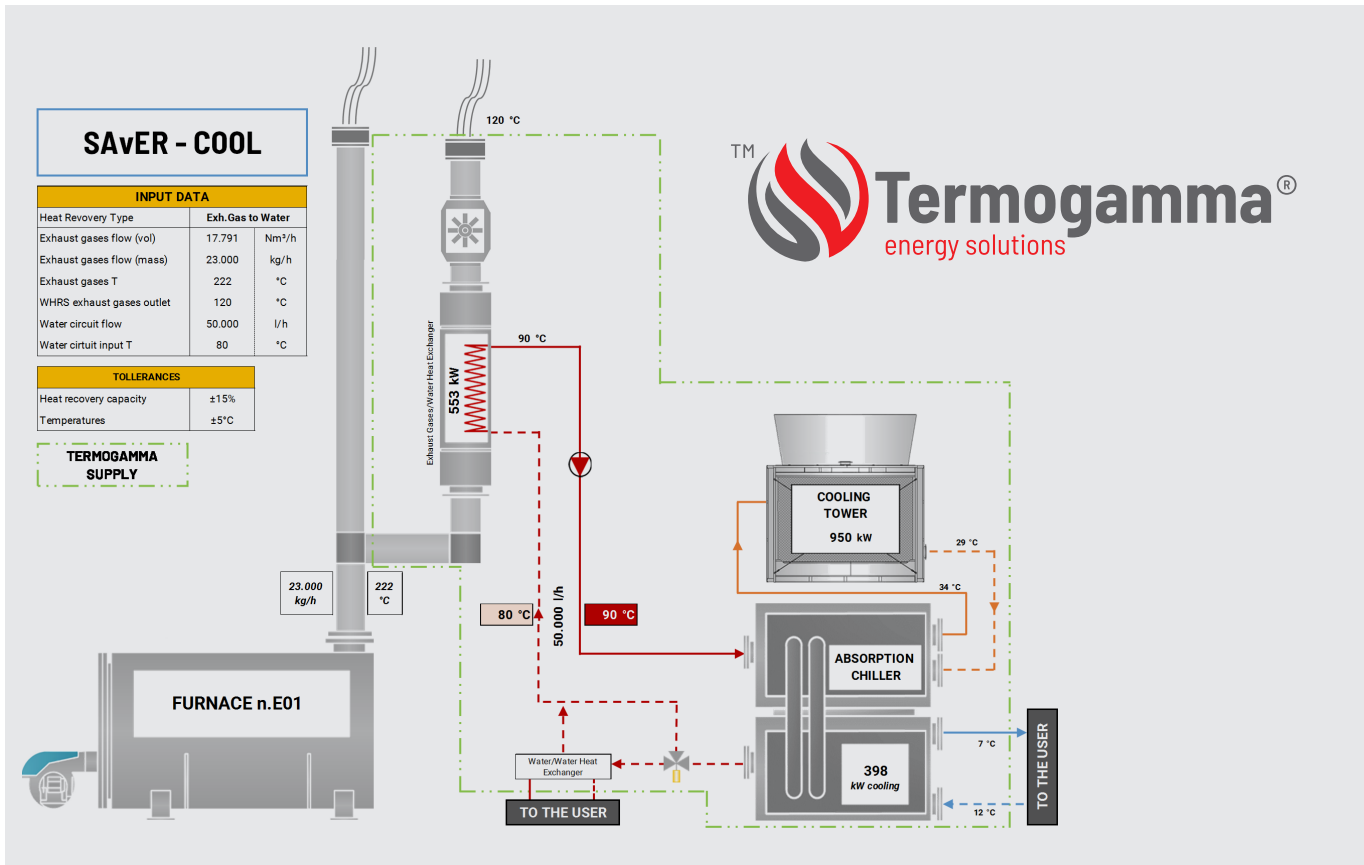 120 °C
SAvER - COOL
TM
Termogamma®
energy solutions
INPUT DATA
Heat Revovery Type Exh.Gas to Water
Exhaust gases flow (vol) 17.791 Nm³/h
Exhaust gases flow (mass) 23.000 kg/h
Exhaust gases T 222 °C
WHRS exhaust gases outlet 120 °C
Water circuit flow 50.000 l/h
Water cirtuit input T 80 °C
TOLLERANCES
Heat recovery capacity ±15%
Temperatures ±5°C
TERMOGAMMA
SUPPLY
Exhaust Gases/Water Heat Exchanger
553 kW
90 °C
COOLING
TOWER
950 kW
29 °C
34 °C
23.000
kg/h
222
°C
80 °C
50.000 l/h
90 °C
ABSORPTION
CHILLER
FURNACE n.E01
7 °C
TO THE USER
Water/Water Heat
Exchanger
398
kW cooling
12 °C
TO THE USER